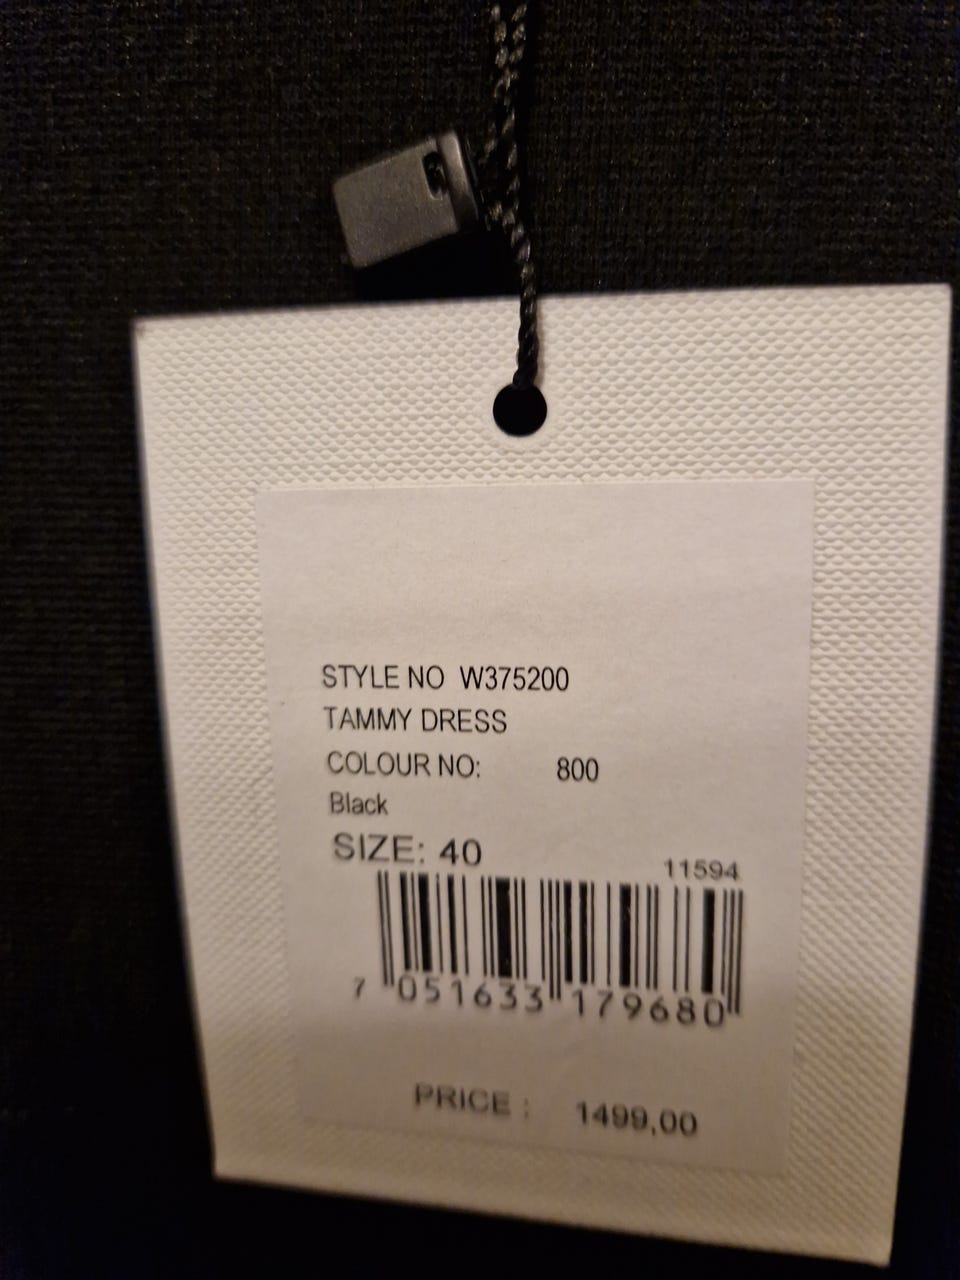 STYLE NO W375200
TAMMY DRESS
COLOUR NO: 800
Black
SIZE: 40
11594
7 051633 179680
PRICE : 1499,00